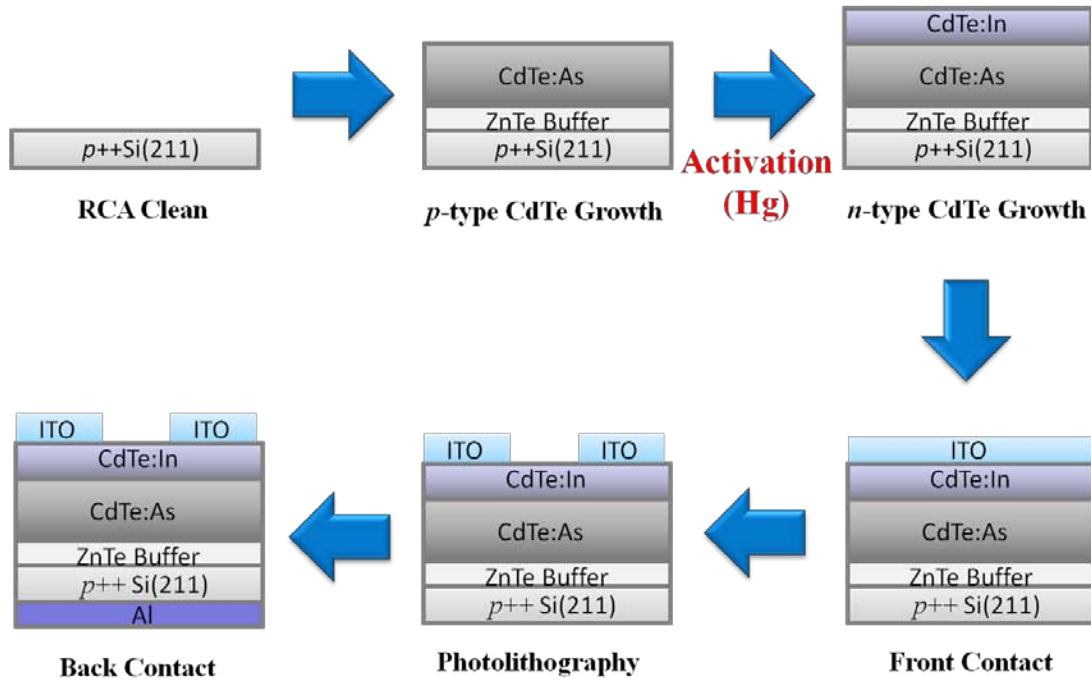 p++Si(211)
RCA Clean
CdTe:As
ZnTe Buffer
p++Si(211)
p-type CdTe Growth
Activation
(Hg)
CdTe:In
CdTe:As
ZnTe Buffer
p++Si(211)
n-type CdTe Growth
ITO
CdTe:In
CdTe:As
ZnTe Buffer
p++ Si(211)
Front Contact
ITO ITO
CdTe:In
CdTe:As
ZnTe Buffer
p++ Si(211)
Photolithography
ITO ITO
CdTe:In
CdTe:As
ZnTe Buffer
p++ Si(211)
Al
Back Contact